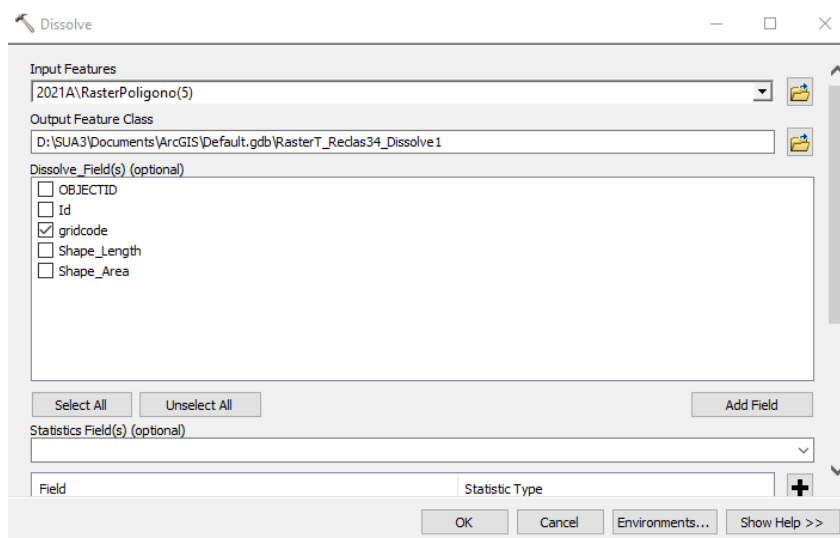 Dissolve
Input Features
2021A\RasterPoligono(5)
Output Feature Class
D:\SUA3\Documents\ArcGIS\Default.gdb\RasterT_Reclas34_Dissolve1
Dissolve_Field(s) (optional)
OBJECTID
Id
gridcode
Shape_Length
Shape_Area
Select All Unselect All Add Field
Statistics Field(s) (optional)
Field Statistic Type
OK Cancel Environments... Show Help >>